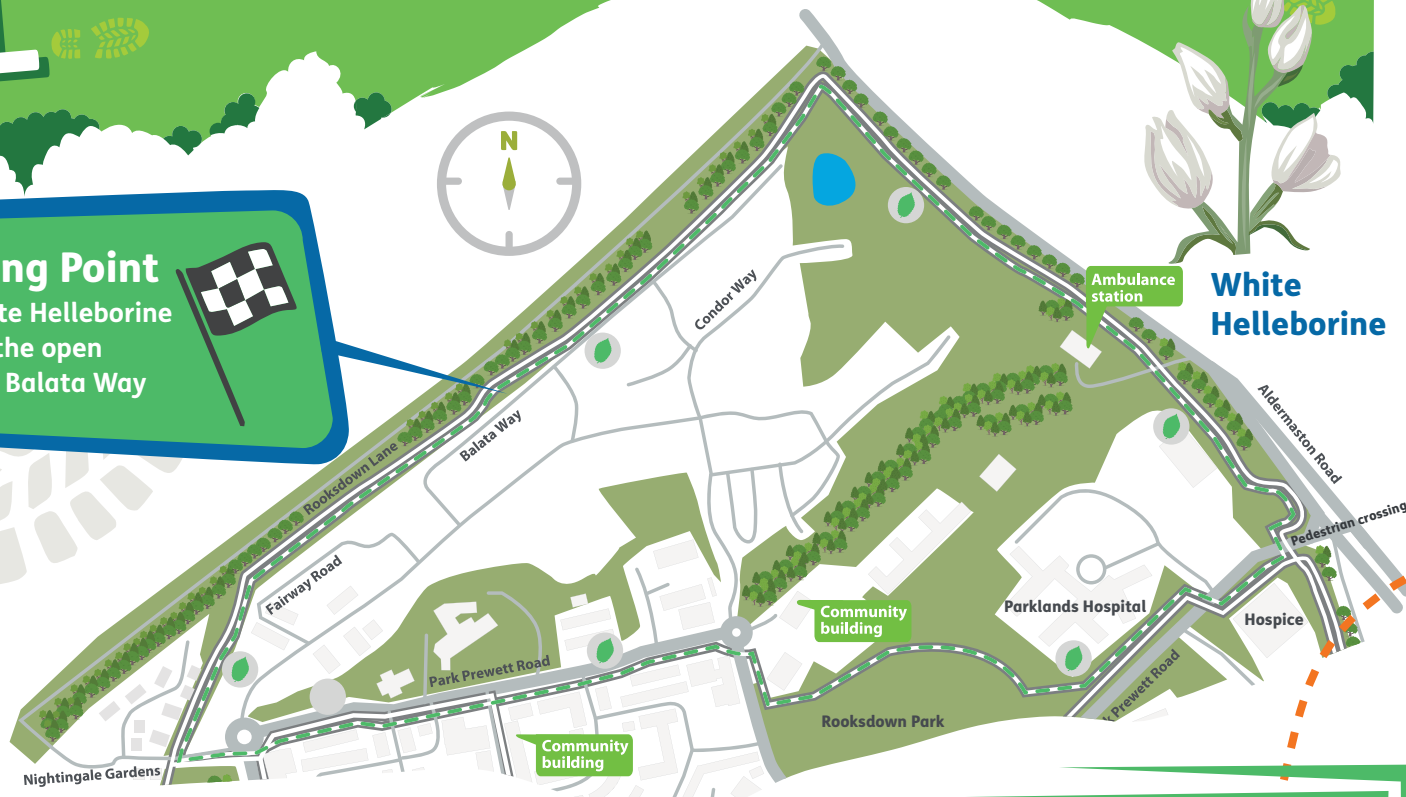 N
ng Point
te Helleborine
the open
Balata Way
White
Helleborine
Ambulance
station
Condor Way
Balata Way
Rooksdown Lane
Fairway Road
Aldermaston Road
Pedestrian crossing
Parklands Hospital
Hospice
Community
building
Park Prewett Road
k Prewett Road
Rooksdown Park
Community
building
Nightingale Gardens